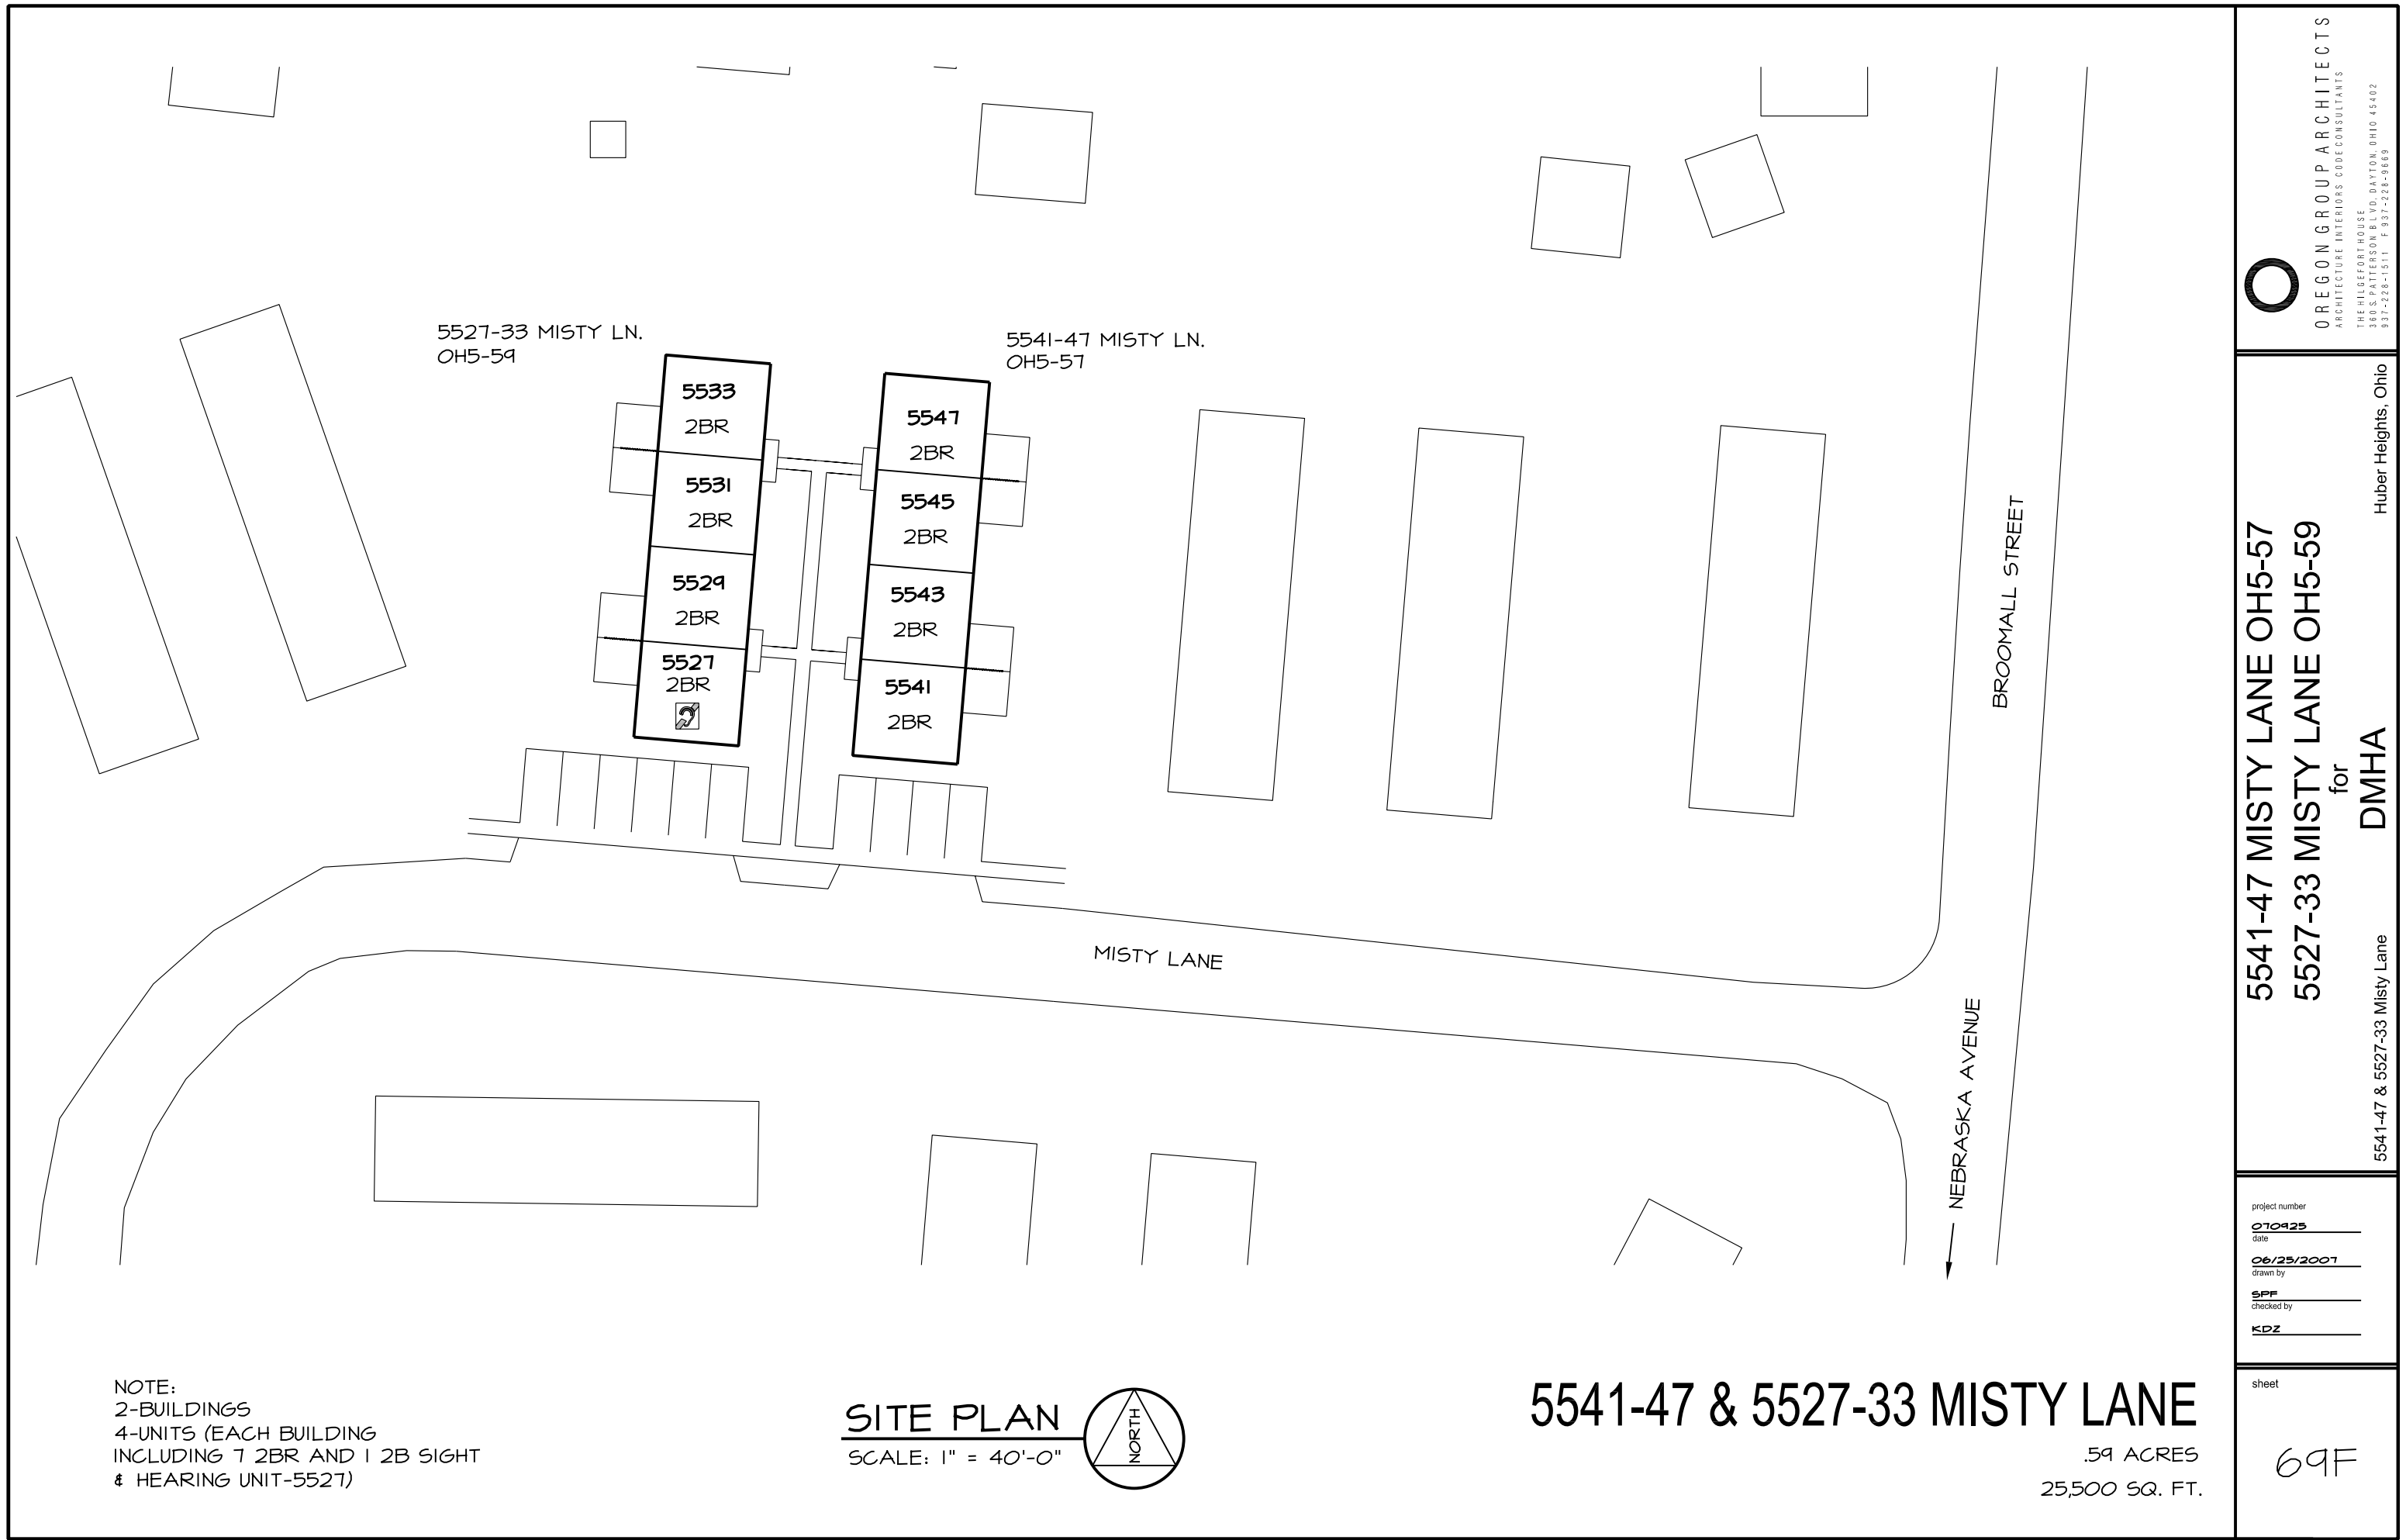 5527-33 MISTY LN.
OH5-59
5541-47 MISTY LN.
OH5-57
5533
2BR
5531
2BR
5529
2BR
5527
2BR
5547
2BR
5545
2BR
5543
2BR
5541
2BR
BROOMALL STREET
MISTY LANE
NEBRASKA AVENUE
NOTE:
2-BUILDINGS
4-UNITS (EACH BUILDING
INCLUDING 7 2BR AND 1 2B SIGHT
& HEARING UNIT-5527)
SITE PLAN
SCALE: 1" = 40'-0"
NORTH
5541-47 & 5527-33 MISTY LANE
.59 ACRES
25,500 SQ. FT.
OREGON GROUP ARCHITECTS
ARCHITECTURE INTERIORS CODECONSULTANTS
THE HILGEFORT HOUSE
360 S. PATTERSON BLVD. DAYTON, OHIO 45402
937-228-1511 F 937-228-9669
5541-47 MISTY LANE OH5-57
5527-33 MISTY LANE OH5-59
for
DMHA
5541-47 & 5527-33 Misty Lane
Huber Heights, Ohio
project number
070925
date
06/25/2007
drawn by
SPF
checked by
KDZ
sheet
69F